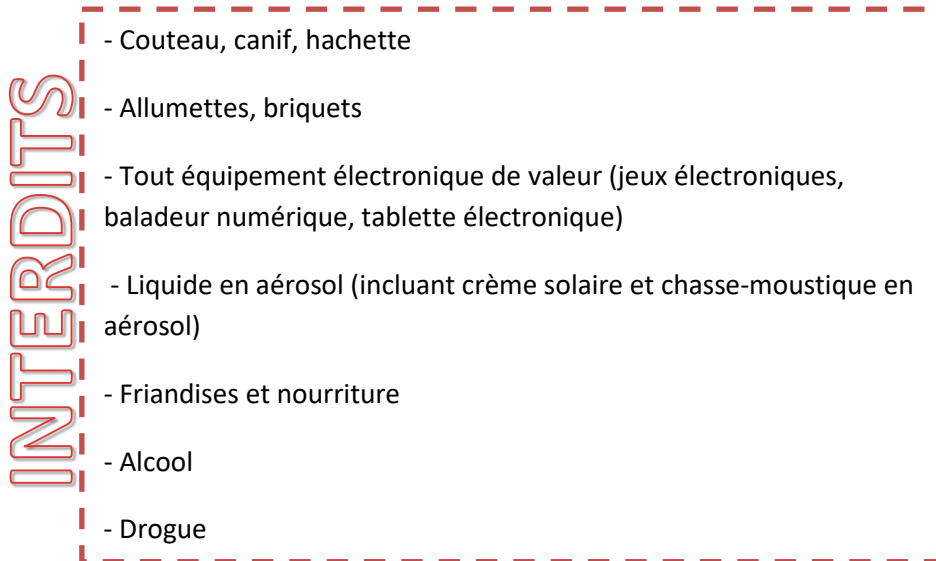 INTERDITS
- Couteau, canif, hachette
- Allumettes, briquets
- Tout équipement électronique de valeur (jeux électroniques,
baladeur numérique, tablette électronique)
- Liquide en aérosol (incluant crème solaire et chasse-moustique en
aérosol)
- Friandises et nourriture
- Alcool
- Drogue